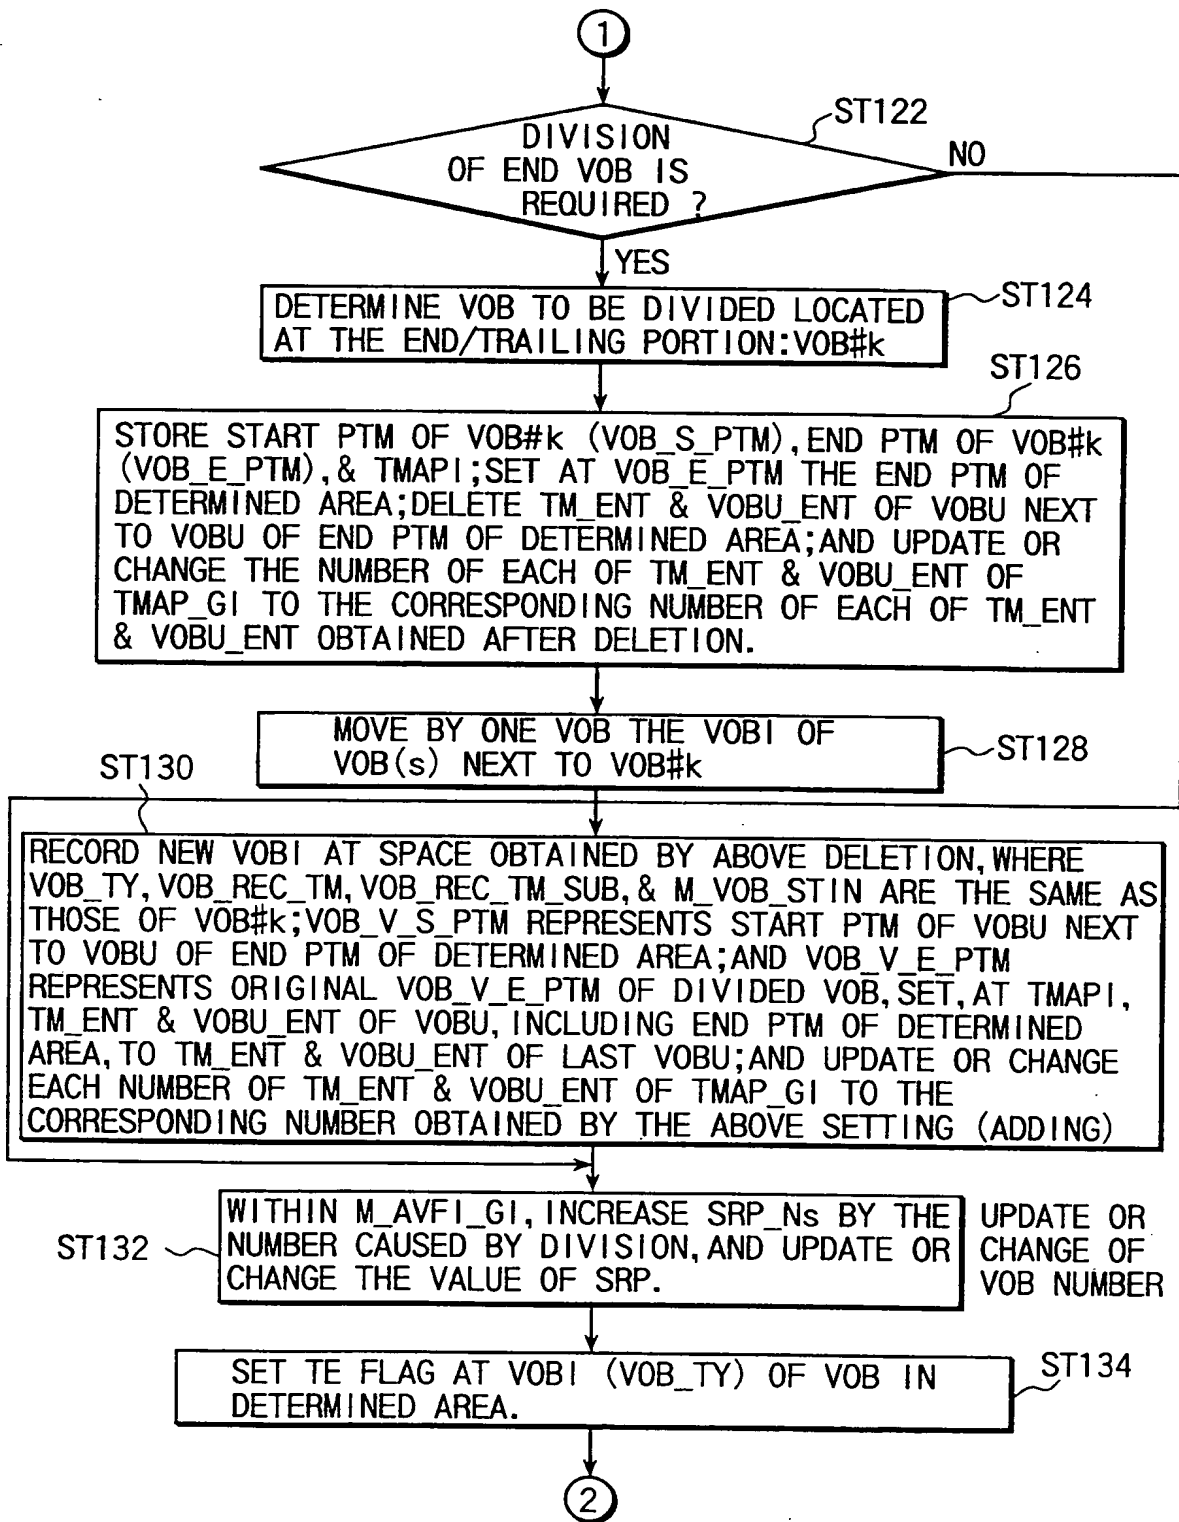 1
ST122
DIVISION
OF END VOB IS
REQUIRED ?
NO
YES
ST124
DETERMINE VOB TO BE DIVIDED LOCATED
AT THE END/TRAILING PORTION:VOB#k
ST126
STORE START PTM OF VOB#k (VOB_S_PTM),END PTM OF VOB#k
(VOB_E_PTM),& TMAPI;SET AT VOB_E_PTM THE END PTM OF
DETERMINED AREA;DELETE TM_ENT & VOBU_ENT OF VOBU NEXT
TO VOBU OF END PTM OF DETERMINED AREA;AND UPDATE OR
CHANGE THE NUMBER OF EACH OF TM_ENT & VOBU_ENT OF
TMAP_GI TO THE CORRESPONDING NUMBER OF EACH OF TM_ENT
& VOBU_ENT OBTAINED AFTER DELETION.
MOVE BY ONE VOB THE VOBI OF
VOB(s) NEXT TO VOB#k
ST128
ST130
RECORD NEW VOBI AT SPACE OBTAINED BY ABOVE DELETION,WHERE
VOB_TY,VOB_REC_TM,VOB_REC_TM_SUB,& M_VOB_STIN ARE THE SAME AS
THOSE OF VOB#k;VOB_V_S_PTM REPRESENTS START PTM OF VOBU NEXT
TO VOBU OF END PTM OF DETERMINED AREA;AND VOB_V_E_PTM
REPRESENTS ORIGINAL VOB_V_E_PTM OF DIVIDED VOB,SET,AT TMAPI,
TM_ENT & VOBU_ENT OF VOBU,INCLUDING END PTM OF DETERMINED
AREA,TO TM_ENT & VOBU_ENT OF LAST VOBU;AND UPDATE OR CHANGE
EACH NUMBER OF TM_ENT & VOBU_ENT OF TMAP_GI TO THE
CORRESPONDING NUMBER OBTAINED BY THE ABOVE SETTING (ADDING)
ST132
WITHIN M_AVFI_GI,INCREASE SRP_Ns BY THE
NUMBER CAUSED BY DIVISION,AND UPDATE OR
CHANGE THE VALUE OF SRP.
UPDATE OR
CHANGE OF
VOB NUMBER
SET TE FLAG AT VOBI (VOB_TY) OF VOB IN
DETERMINED AREA.
ST134
2